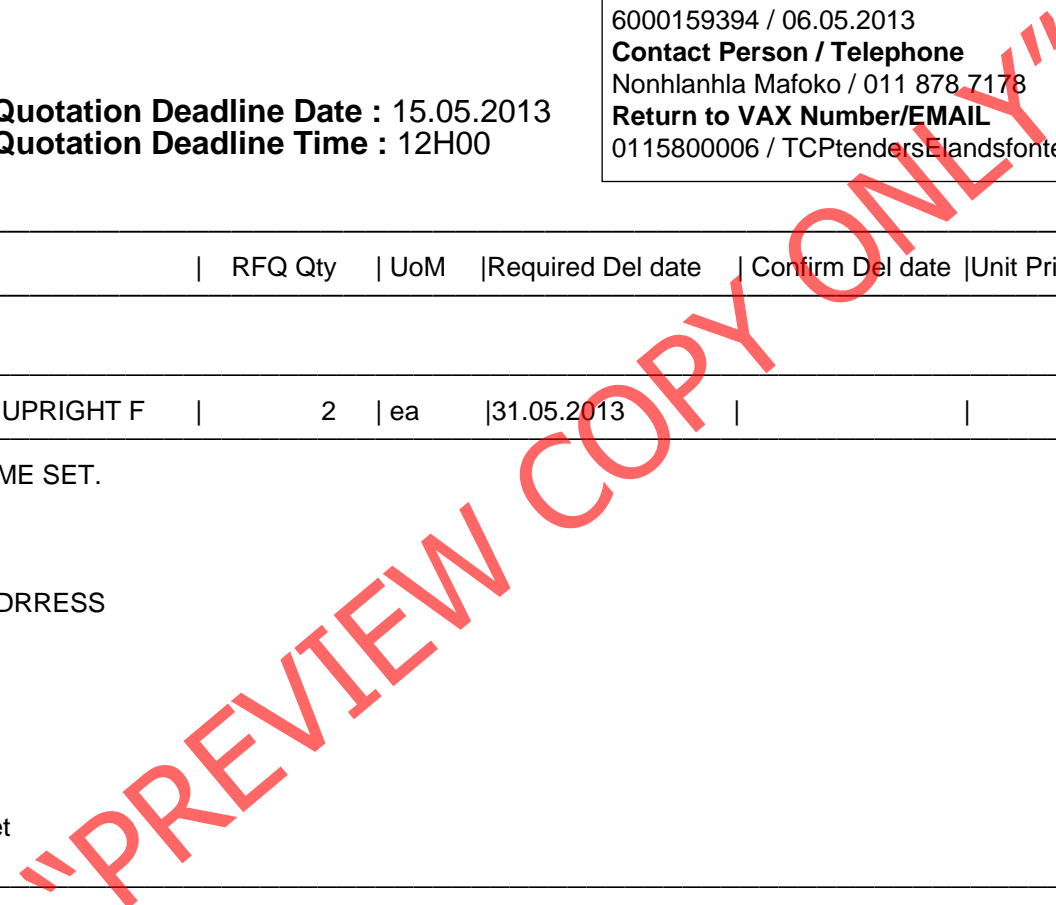 6000159394 / 06.05.2013
Contact Person / Telephone
Nonhlanhla Mafoko / 011 878 7178
Quotation Deadline Date : 15.05.2013
Return to VAX Number/EMAIL
Quotation Deadline Time : 12H00
0115800006 / TCPtendersElandsfonte
| RFQ Qty | UoM |Required Del date | Confirm Del date |Unit Pri
UPRIGHT F | 2 | ea |31.05.2013 | |
ME SET.
DRRESS
et
"PREVIEW COPY ONLY"